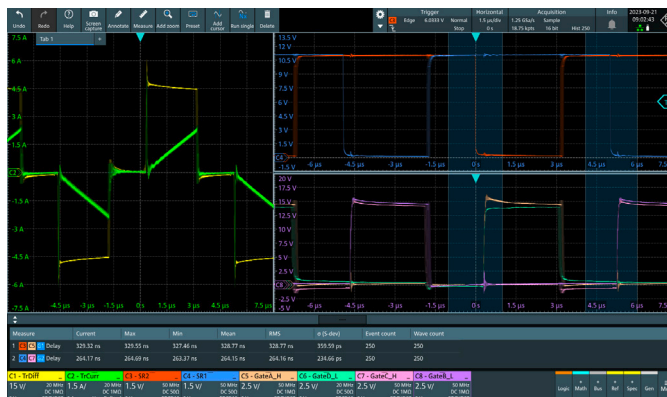 Undo Redo Help Screen capture Annotate Measure Add zoom Preset Add cursor Run single Delete
Trigger Horizontal Acquisition Info 2023-09-21
Edge 6.0333 V Normal 1.5 µs/div 1.25 GSa/s Sample 09:02:43
Stop 0 s 18.75 kpts 16 bit Hist 250
Tab 1 +
7.5 A
6 A
4.5 A
3 A
1.5 A
C3
-1.5 A
-3 A
-4.5 A
-6 A
-7.5 A
-4.5 µs -3 µs -1.5 µs 0 s 1.5 µs 3 µs 4.5 µs 7.5 µs
13.5 V
12 V
10.5 V
9 V
7.5 V
6 V
4.5 V
3 V
1.5 V
C4
-1.5 V
-6 µs -4.5 µs -3 µs -1.5 µs 0 s 1.5 µs 3 µs 4.5 µs 6 µs 7.5
20 V
17.5 V
15 V
12.5 V
10 V
7.5 V
5 V
2.5 V
C8
-2.5 V
-5 V
-6 µs -4.5 µs -3 µs -1.5 µs 0 s 1.5 µs 3 µs 4.5 µs 6 µs 7.5
Measure Current Max Min Mean RMS σ (S-dev) Event count Wave count
1 C3 C5 Delay 329.32 ns 329.55 ns 327.46 ns 328.77 ns 328.77 ns 359.59 ps 250 250
2 C4 C7 Delay 264.17 ns 264.69 ns 263.37 ns 264.15 ns 264.16 ns 234.66 ps 250 250
C1 - TrDiff C2 - TrCurr C3 - SR2 C4 - SR1 C5 - GateA_H C6 - GateD_L C7 - GateC_H C8 - GateB_L
15 V/ 20 MHz 1.5 A/ 20 MHz 1.5 V/ 50 MHz 1.5 V/ 50 MHz 2.5 V/ 50 MHz 2.5 V/ 50 MHz 2.5 V/ 50 MHz 2.5 V/ 50 MHz
DC 1MΩ DC 1MΩ DC 50Ω DC 50Ω DC 1MΩ DC 50Ω DC 1MΩ DC 50Ω
Logic Math Bus Ref Spec Gen